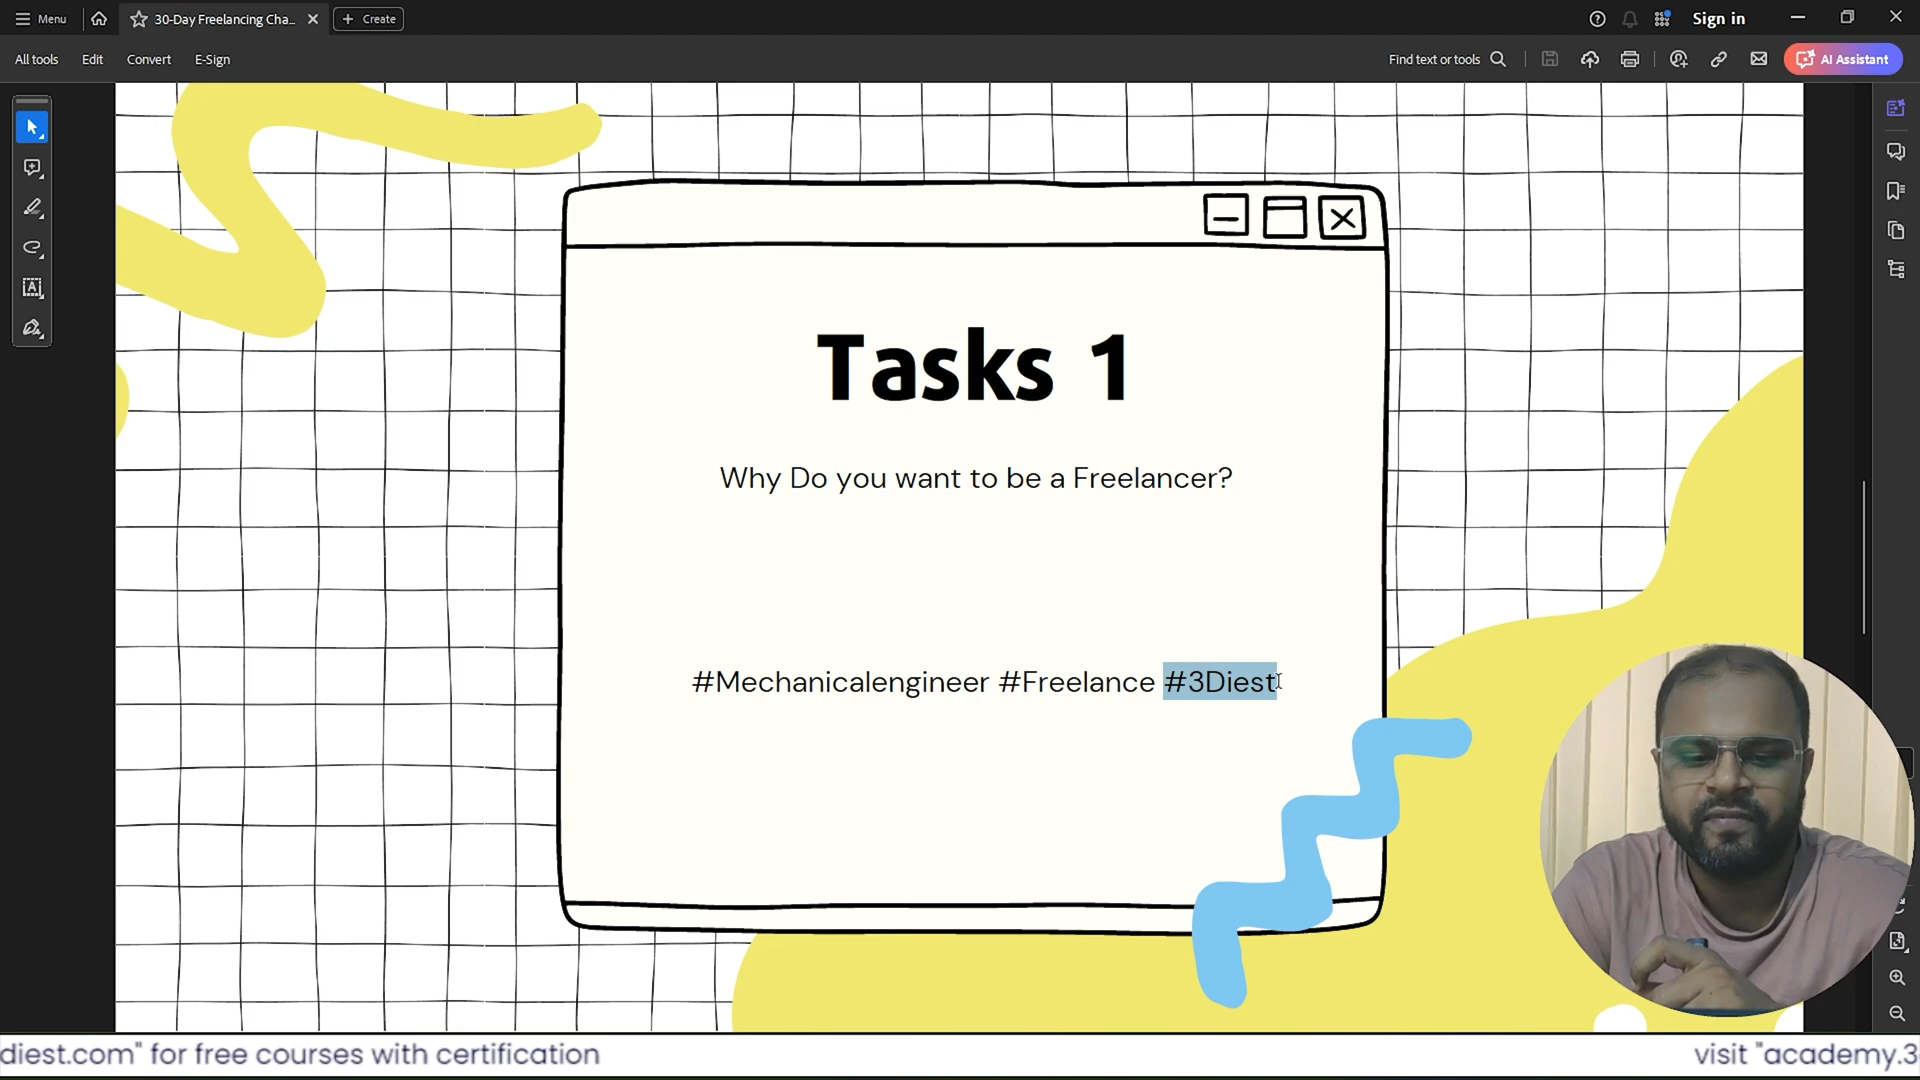 Menu
30-Day Freelancing Cha...
Create
Sign in
All tools
Edit
Convert
E-Sign
Find text or tools
AI Assistant
Tasks 1
Why Do you want to be a Freelancer?
#Mechanicalengineer #Freelance #3Diest
diest.com" for free courses with certification
visit "academy.3